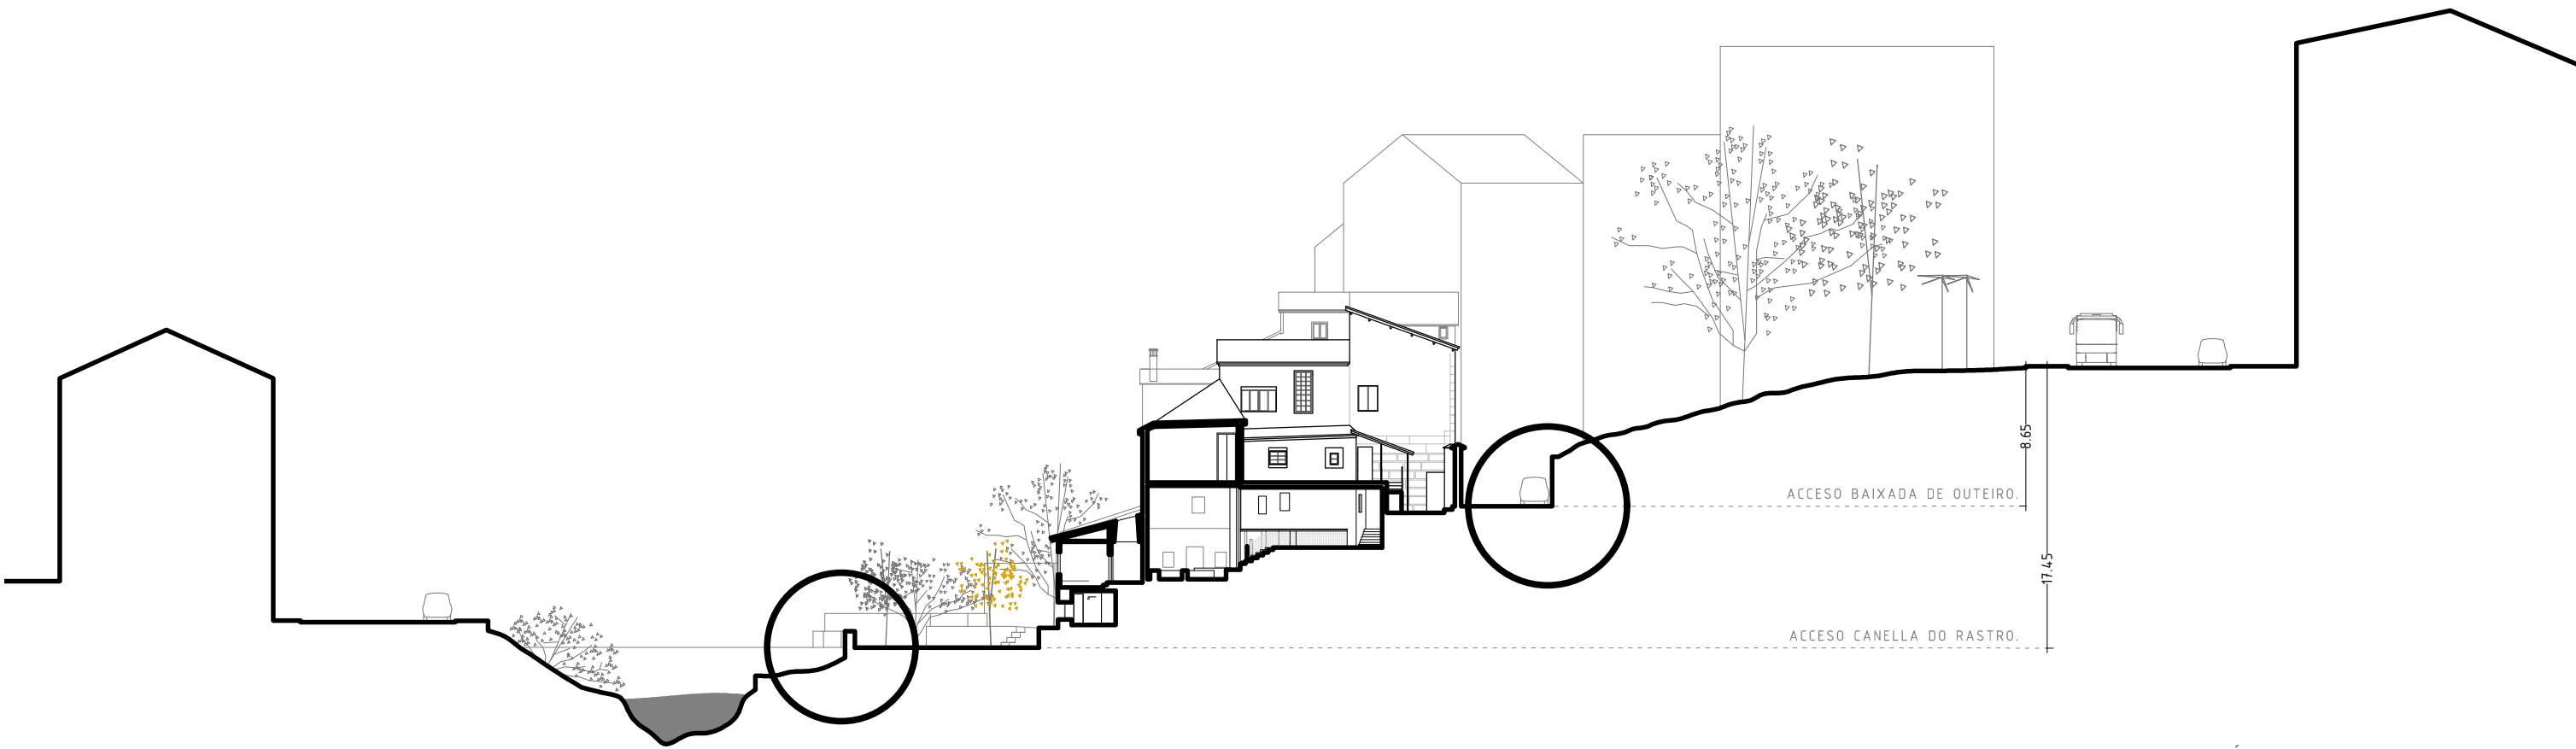 8.65
ACCESO BAIXADA DE OUTEIRO.
17.45
ACCESO CANELLA DO RASTRO.